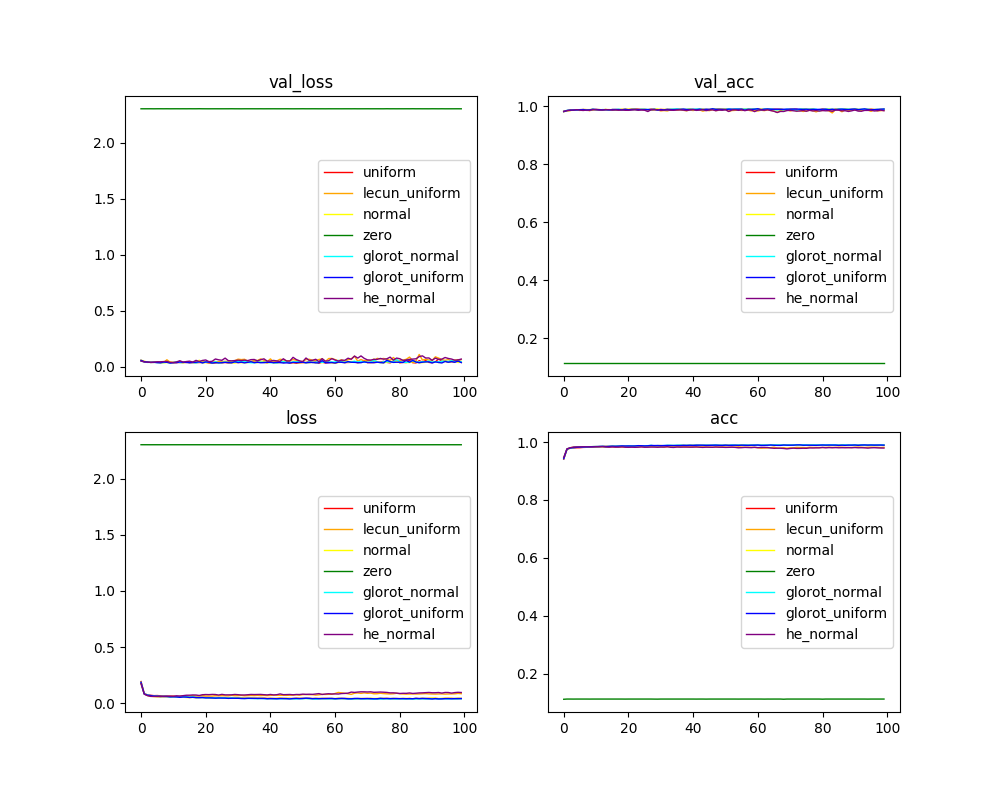 val_loss
2.0
1.5
1.0
0.5
0.0
0 20 40 60 80 100
uniform
lecun_uniform
normal
zero
glorot_normal
glorot_uniform
he_normal
val_acc
1.0
0.8
0.6
0.4
0.2
0 20 40 60 80 100
uniform
lecun_uniform
normal
zero
glorot_normal
glorot_uniform
he_normal
loss
2.0
1.5
1.0
0.5
0.0
0 20 40 60 80 100
uniform
lecun_uniform
normal
zero
glorot_normal
glorot_uniform
he_normal
acc
1.0
0.8
0.6
0.4
0.2
0 20 40 60 80 100
uniform
lecun_uniform
normal
zero
glorot_normal
glorot_uniform
he_normal